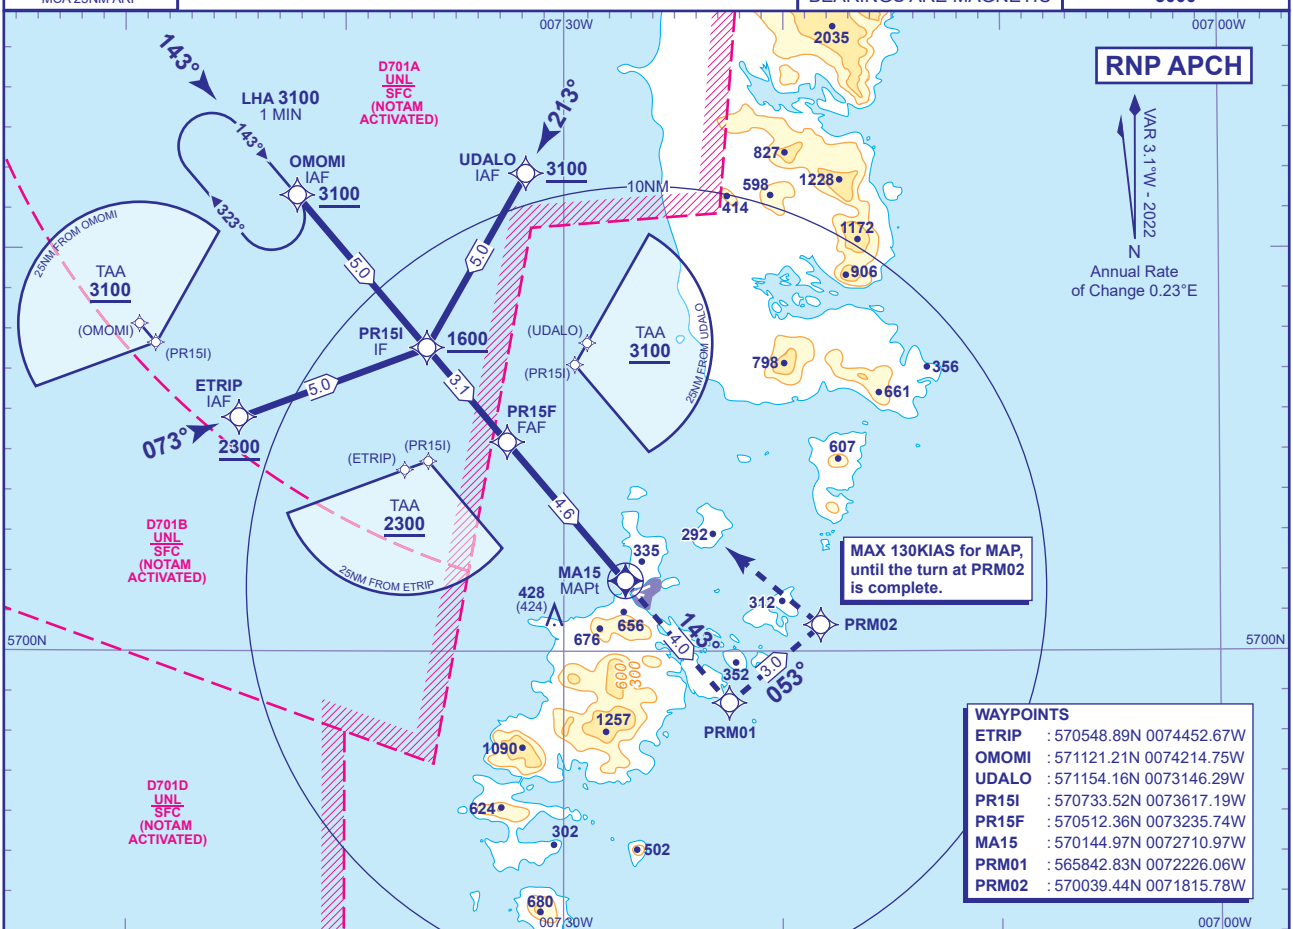 MSA 25NM ARP
BEARINGS ARE MAGNETIC
007:30W
007:00W
2035
RNP APCH
143°
D701A
UNL
SFC
(NOTAM
ACTIVATED)
LHA 3100
1 MIN
213°
VAR 3.1°W - 2022
143°
OMOMI
IAF
3100
UDALO
IAF
3100
827
10NM
598
1228
414
323°
25NM FROM OMOMI
TAA
3100
(OMOMI)
(PR15I)
5.0
5.0
1172
906
N
Annual Rate
of Change 0.23°E
PR15I
IF
1600
(UDALO)
(PR15I)
TAA
3100
25NM FROM UDALO
798
356
661
ETRIP
IAF
5.0
3.1
073°
2300
PR15F
FAF
(ETRIP)
(PR15I)
TAA
2300
25NM FROM ETRIP
607
4.6
D701B
UNL
SFC
(NOTAM
ACTIVATED)
292
335
MAX 130KIAS for MAP,
until the turn at PRM02
is complete.
MA15
MAPt
428
(424)
312
656
676
143°
4.0
PRM02
5700N
5700N
352
3.0
053°
600
300
PRM01
1257
1090
WAYPOINTS
ETRIP : 570548.89N 0074452.67W
OMOMI : 571121.21N 0074214.75W
UDALO : 571154.16N 0073146.29W
PR15I : 570733.52N 0073617.19W
PR15F : 570512.36N 0073235.74W
MA15 : 570144.97N 0072710.97W
PRM01 : 565842.83N 0072226.06W
PRM02 : 570039.44N 0071815.78W
D701D
UNL
SFC
(NOTAM
ACTIVATED)
624
302
502
680
007:30W
007:00W